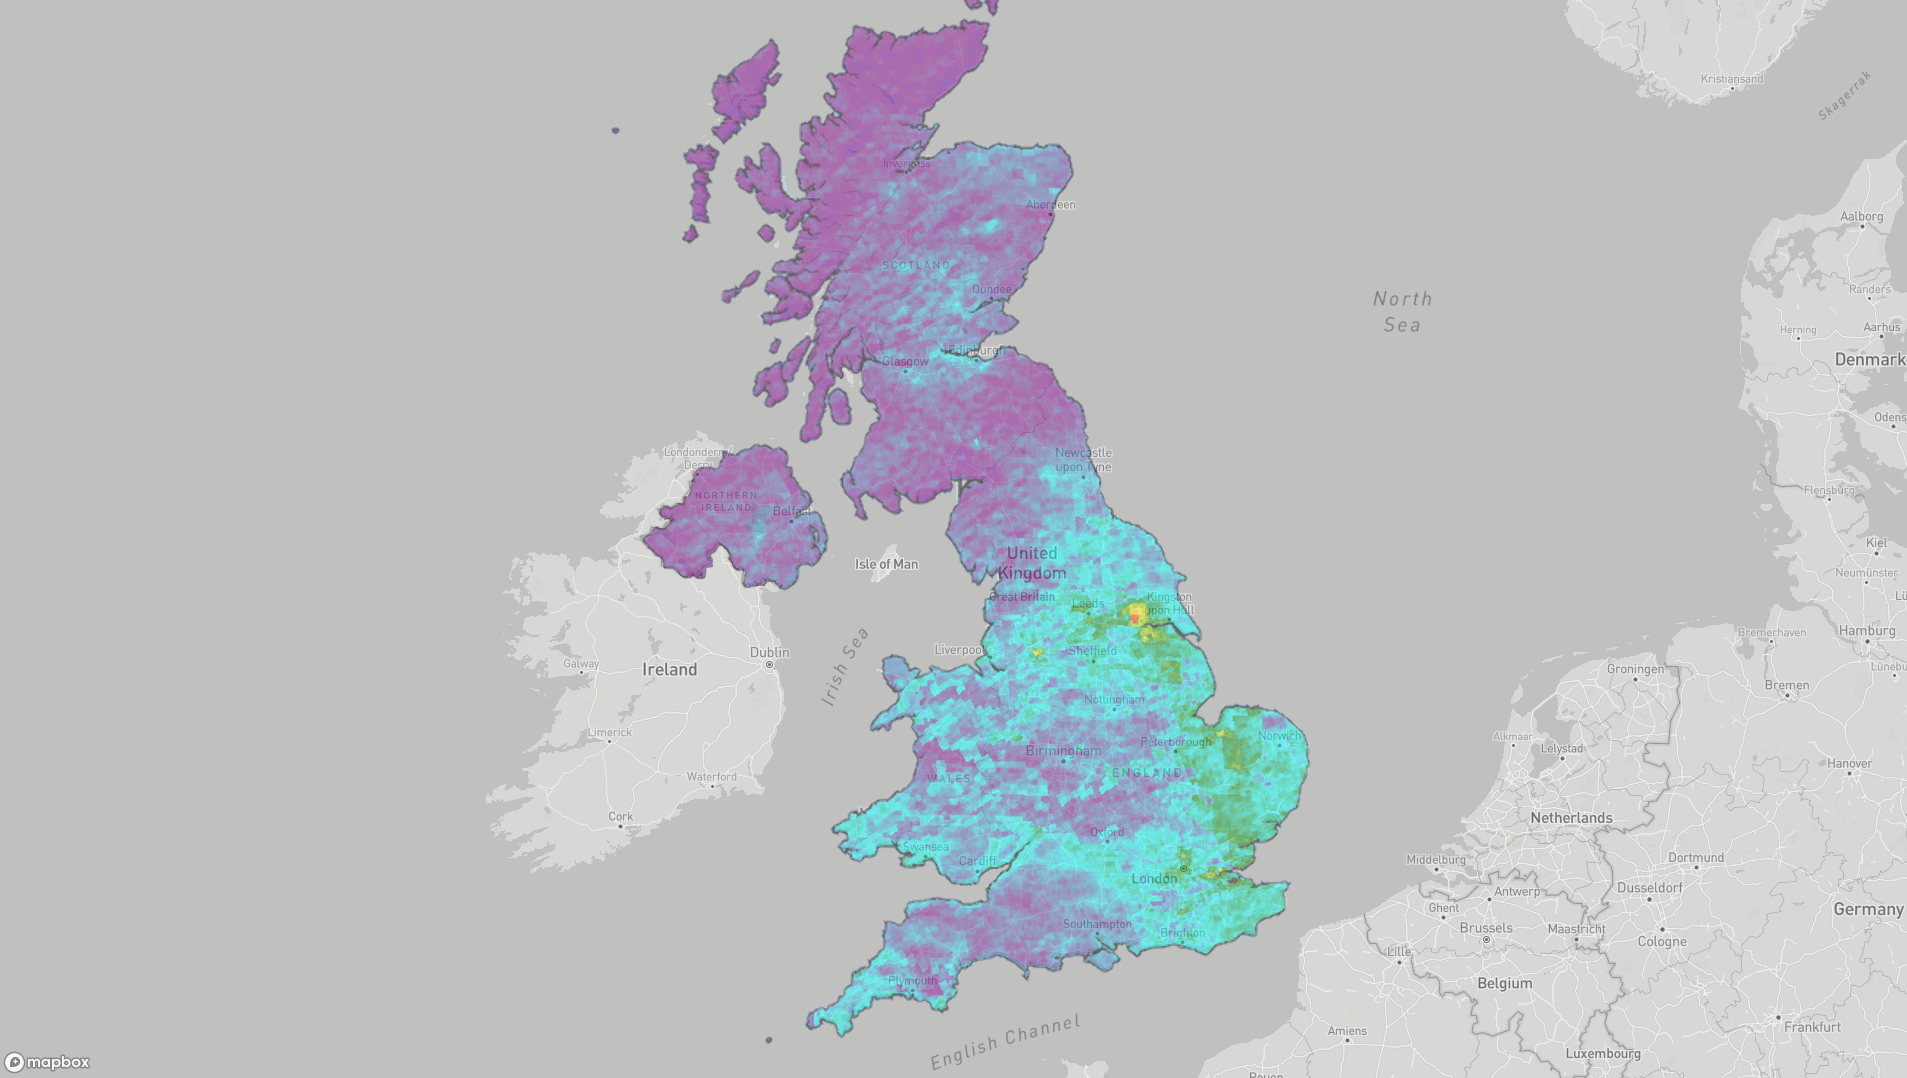 Kristiansand
Skagerrak
Inverness
Aalborg
Aberdeen
SCOTLAND
Dundee
Randers
North
Sea
Herning
Aarhus
Denmark
Edinburgh
Glasgow
Odens
Londonderry /
Derry
Newcastle
upon Tyne
NORTHERN
IRELAND
Belfast
Flensburg
Kiel
United
Kingdom
Isle of Man
Neumünster
Great Britain
Leeds
Kingston
upon Hull
Lü
Bremerhaven
Hamburg
Dublin
Irish Sea
Liverpool
Sheffield
Galway
Ireland
Groningen
Lünebu
Bremen
Nottingham
Limerick
Norwich
Alkmaar
Peterborough
Birmingham
Lelystad
ENGLAND
WALES
Hanover
Waterford
Cork
Netherlands
Oxford
Swansea
Cardiff
Middelburg
Dortmund
London
Antwerp
Dusseldorf
Ghent
Germany
Southampton
Brighton
Brussels
Maastricht
Cologne
Lille
Plymouth
Belgium
English Channel
Amiens
Frankfurt
Luxembourg
Rouen
mapbox